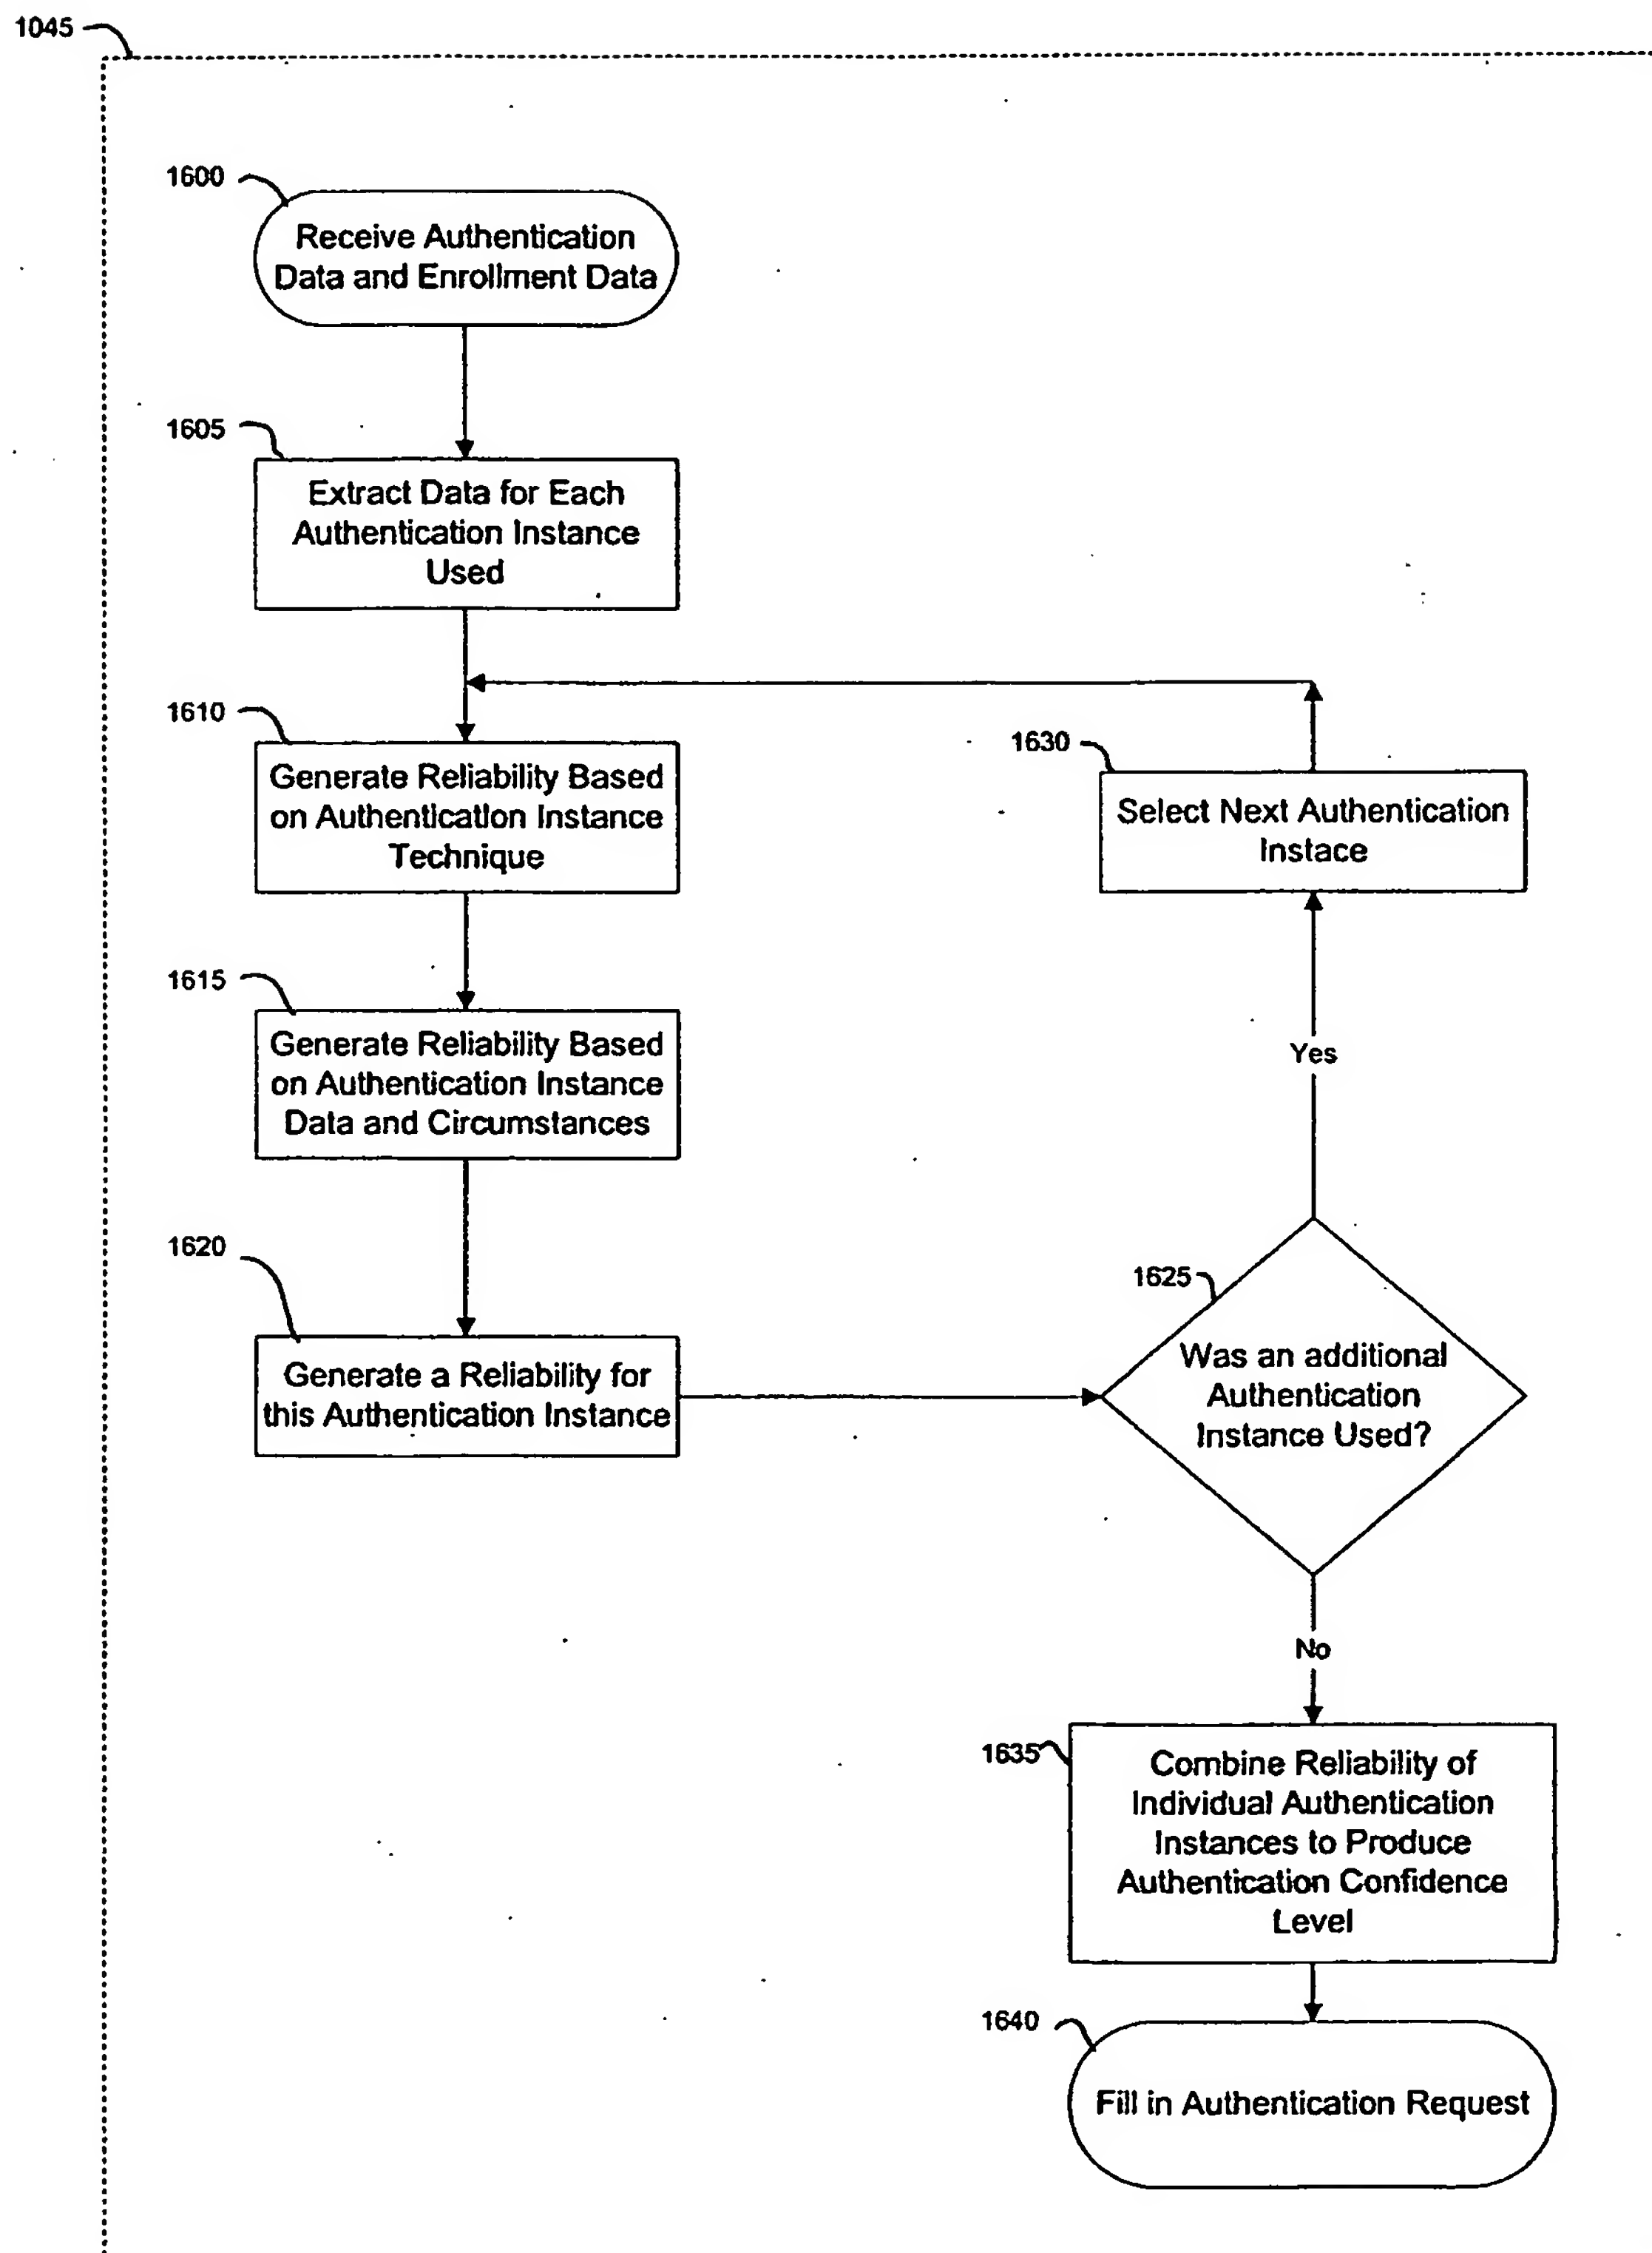 1045
1600
Receive Authentication
Data and Enrollment Data
1605
Extract Data for Each
Authentication Instance
Used
1610
Generate Reliability Based
on Authentication Instance
Technique
1630
Select Next Authentication
Instace
1615
Generate Reliability Based
on Authentication Instance
Data and Circumstances
Yes
1620
Generate a Reliability for
this Authentication Instance
1625
Was an additional
Authentication
Instance Used?
No
1635
Combine Reliability of
Individual Authentication
Instances to Produce
Authentication Confidence
Level
1640
Fill in Authentication Request